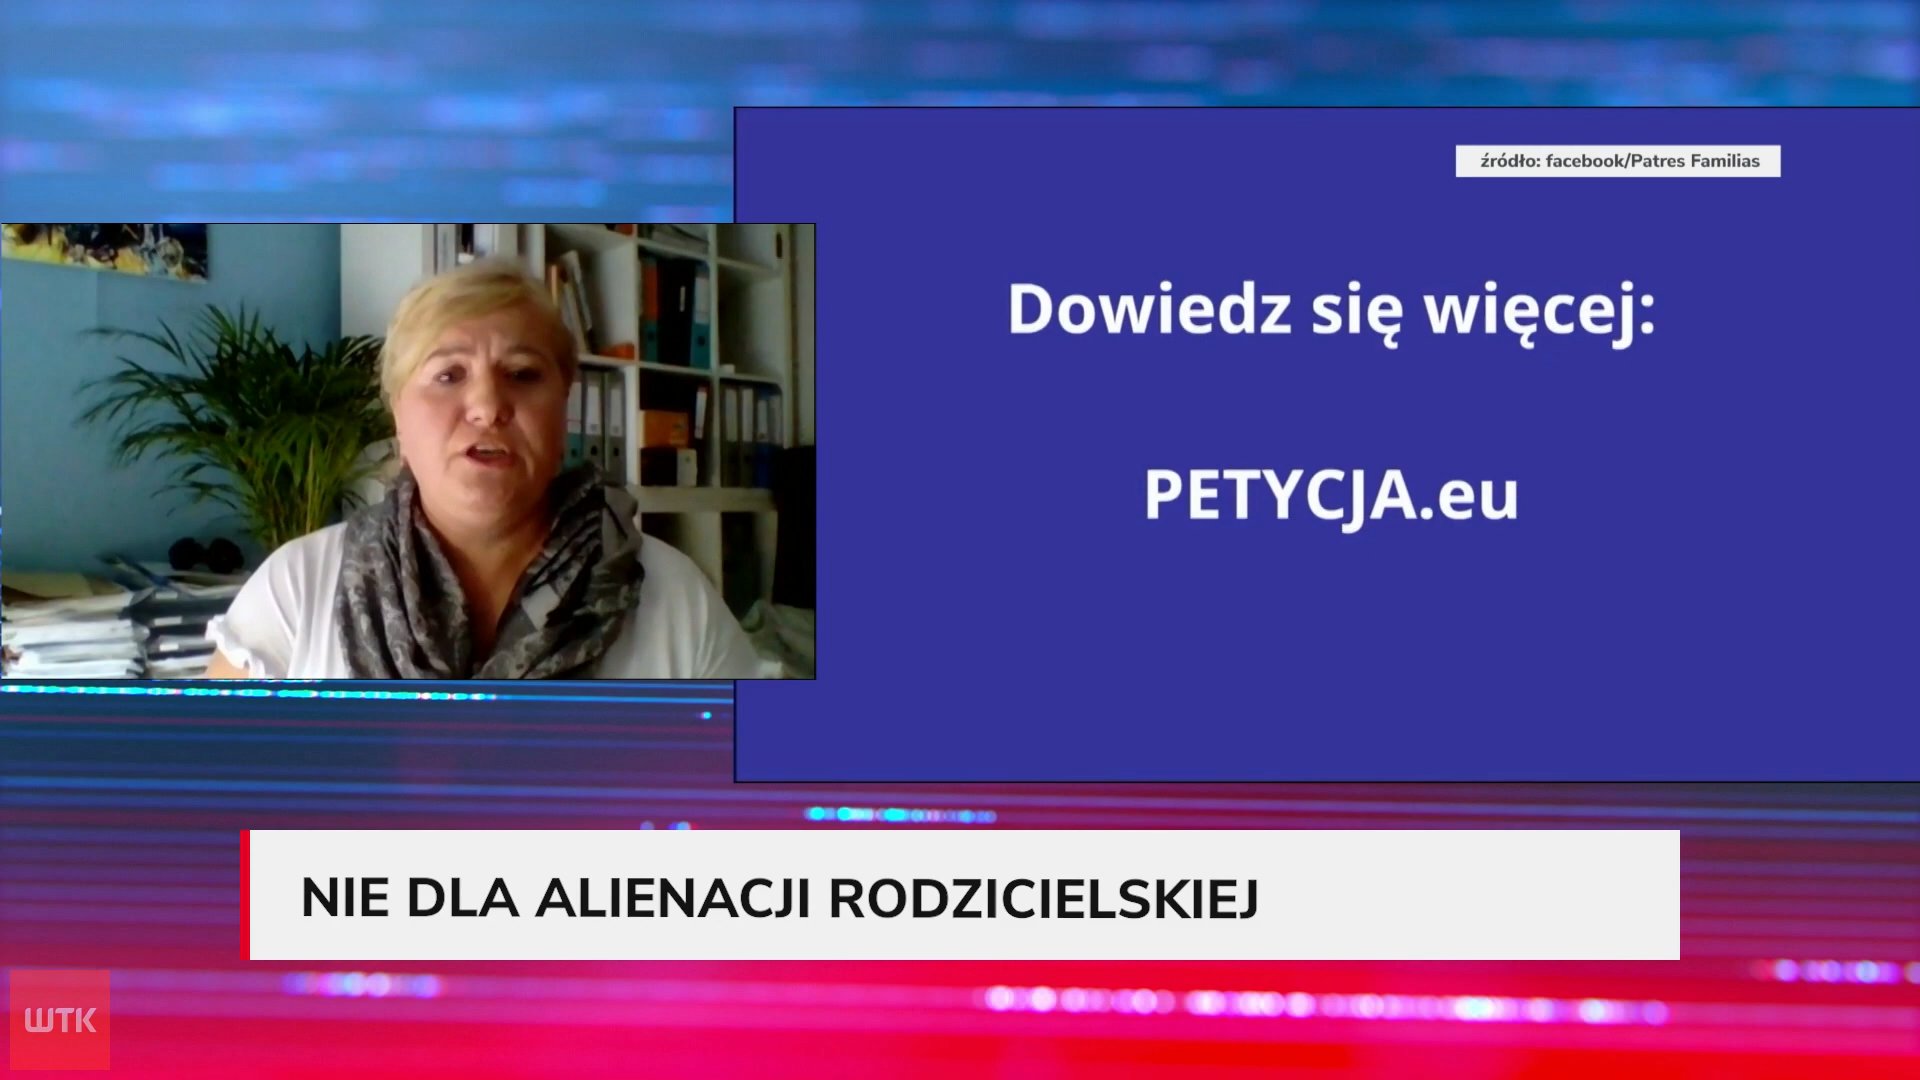 źródło: facebook/Patres Familias
Dowiedz się więcej:
PETYCJA.eu
NIE DLA ALIENACJI RODZICIELSKIEJ
WTK